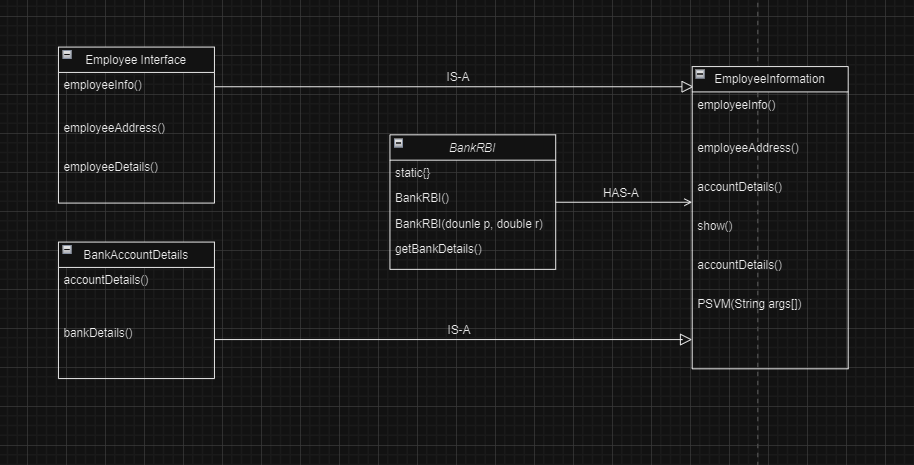 Employee Interface
employeeInfo()
employeeAddress()
employeeDetails()
IS-A
BankRBI
static{}
BankRBI()
BankRBI(dounle p, double r)
getBankDetails()
HAS-A
BankAccountDetails
accountDetails()
bankDetails()
IS-A
EmployeeInformation
employeeInfo()
employeeAddress()
accountDetails()
show()
accountDetails()
PSVM(String args[])